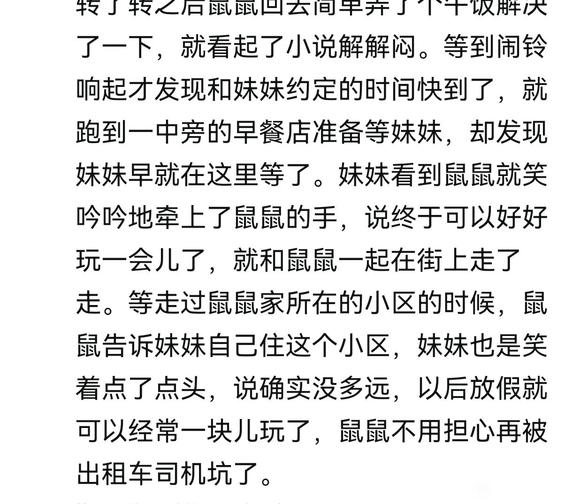 转了转之后鼠鼠回去简单弄了个午饭解决
了一下，就看起了小说解解闷。等到闹铃
响起才发现和妹妹约定的时间快到了，就
跑到一中旁的早餐店准备等妹妹，却发现
妹妹早就在这里等了。妹妹看到鼠鼠就笑
吟吟地牵上了鼠鼠的手，说终于可以好好
玩一会儿了，就和鼠鼠一起在街上走了
走。等走过鼠鼠家所在的小区的时候，鼠
鼠告诉妹妹自己住这个小区，妹妹也是笑
着点了点头，说确实没多远，以后放假就
可以经常一块儿玩了，鼠鼠不用担心再被
出租车司机坑了。